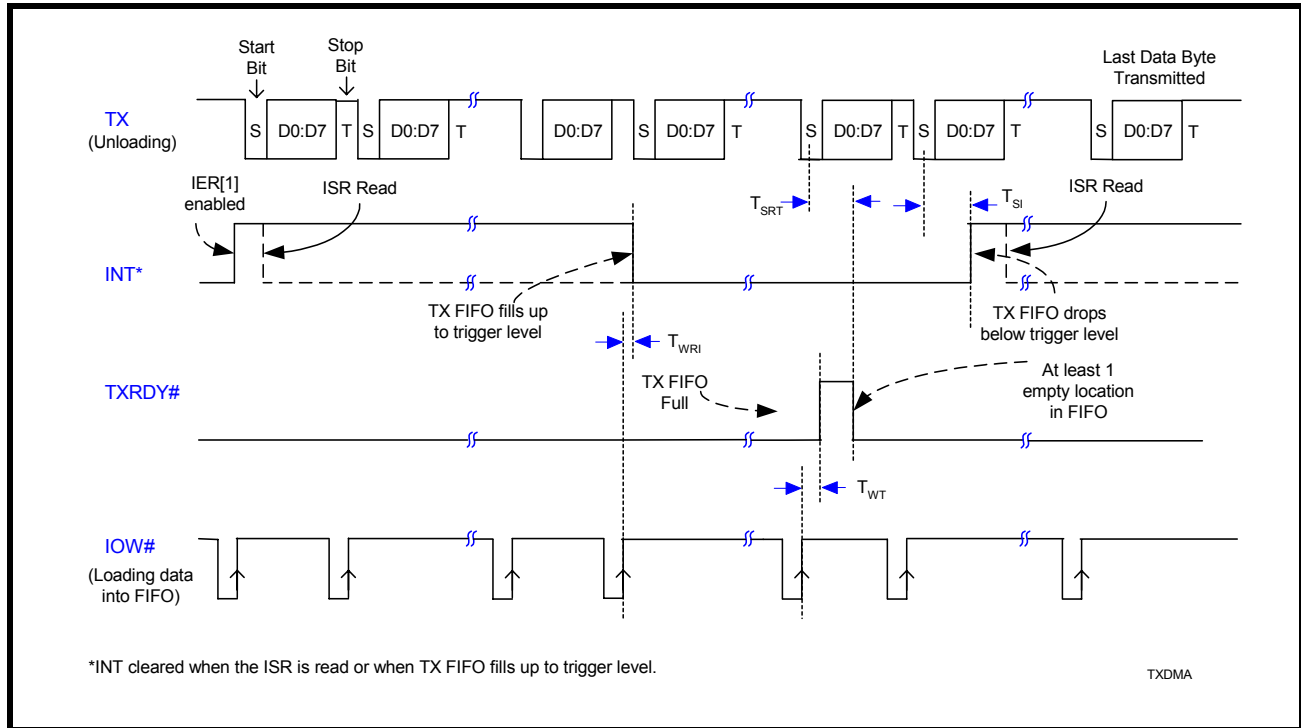 Start
Bit
Stop
Bit
Last Data Byte
Transmitted
TX
(Unloading)
S D0:D7 T S D0:D7 T D0:D7 S D0:D7 T S D0:D7 T S D0:D7 T S D0:D7 T
IER[1]
enabled
ISR Read
TSRT
TSI
ISR Read
INT*
TX FIFO fills up
to trigger level
TX FIFO drops
below trigger level
TWRI
TXRDY#
TX FIFO
Full
At least 1
empty location
in FIFO
TWT
IOW#
(Loading data
into FIFO)
*INT cleared when the ISR is read or when TX FIFO fills up to trigger level.
TXDMA